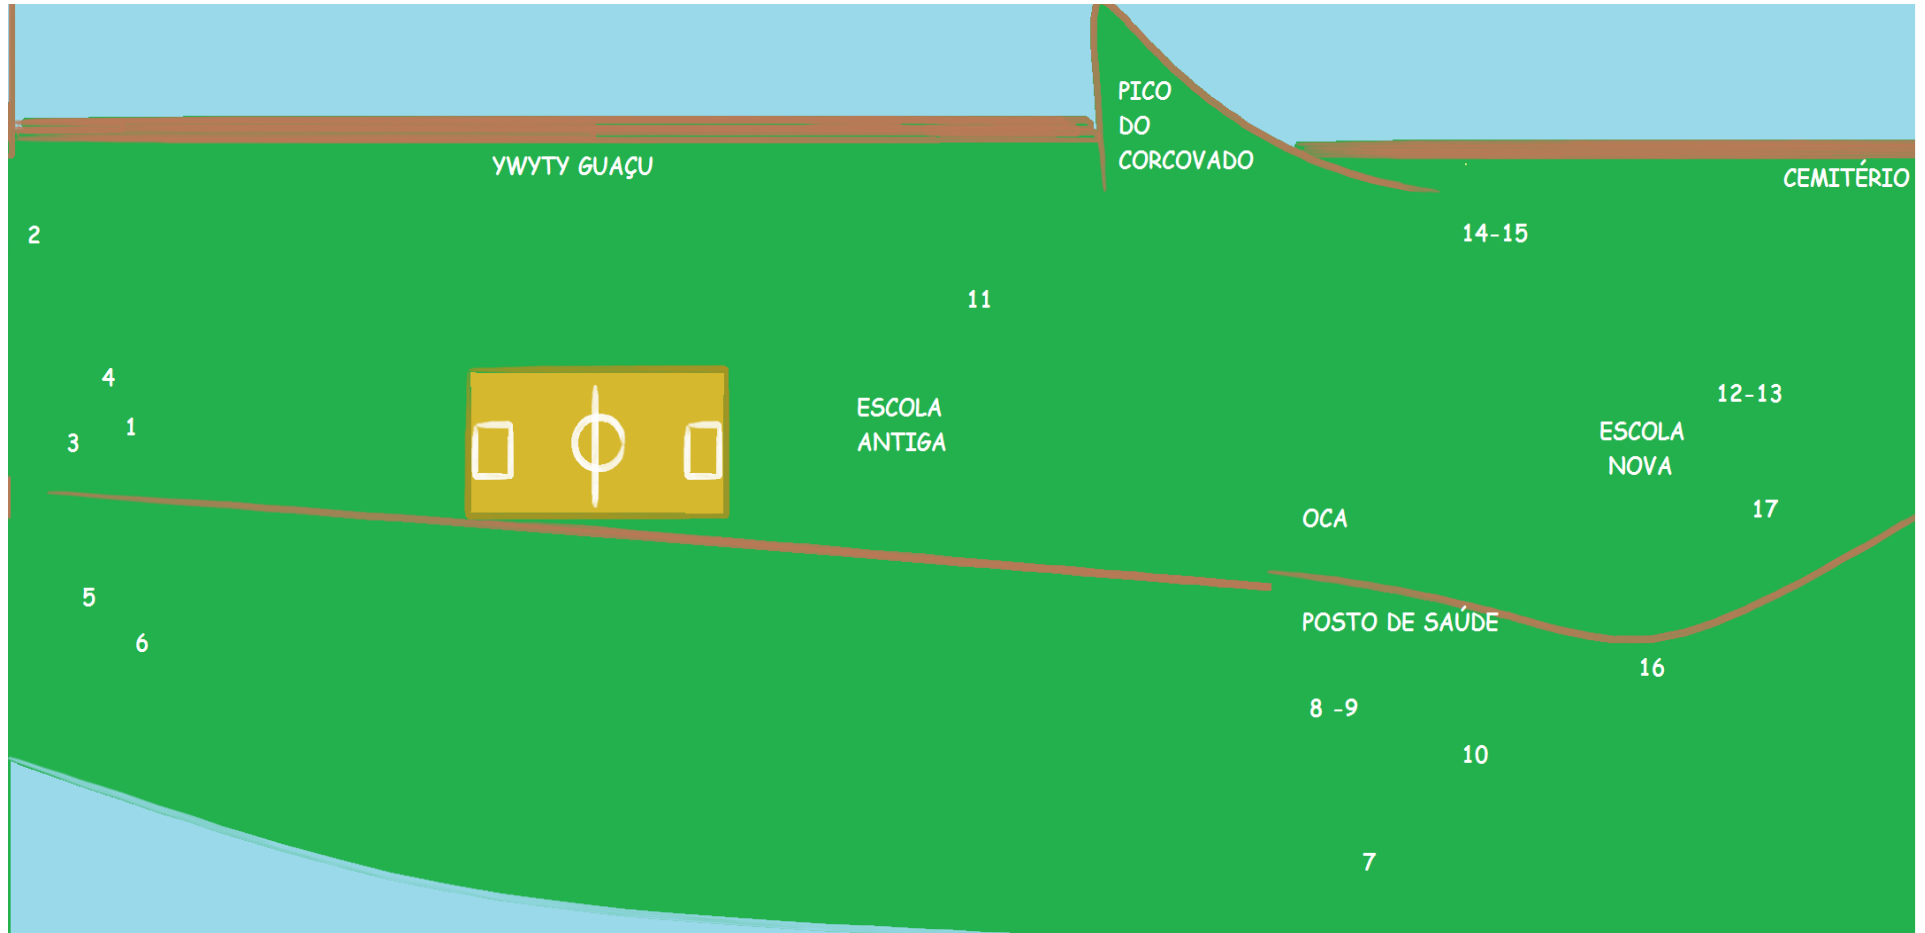 PICO
DO
CORCOVADO
YWYTY GUAÇU
CEMITÉRIO
2
14-15
11
4
12-13
ESCOLA
ANTIGA
1
3
ESCOLA
NOVA
17
OCA
5
POSTO DE SAÚDE
6
16
8 -9
10
7